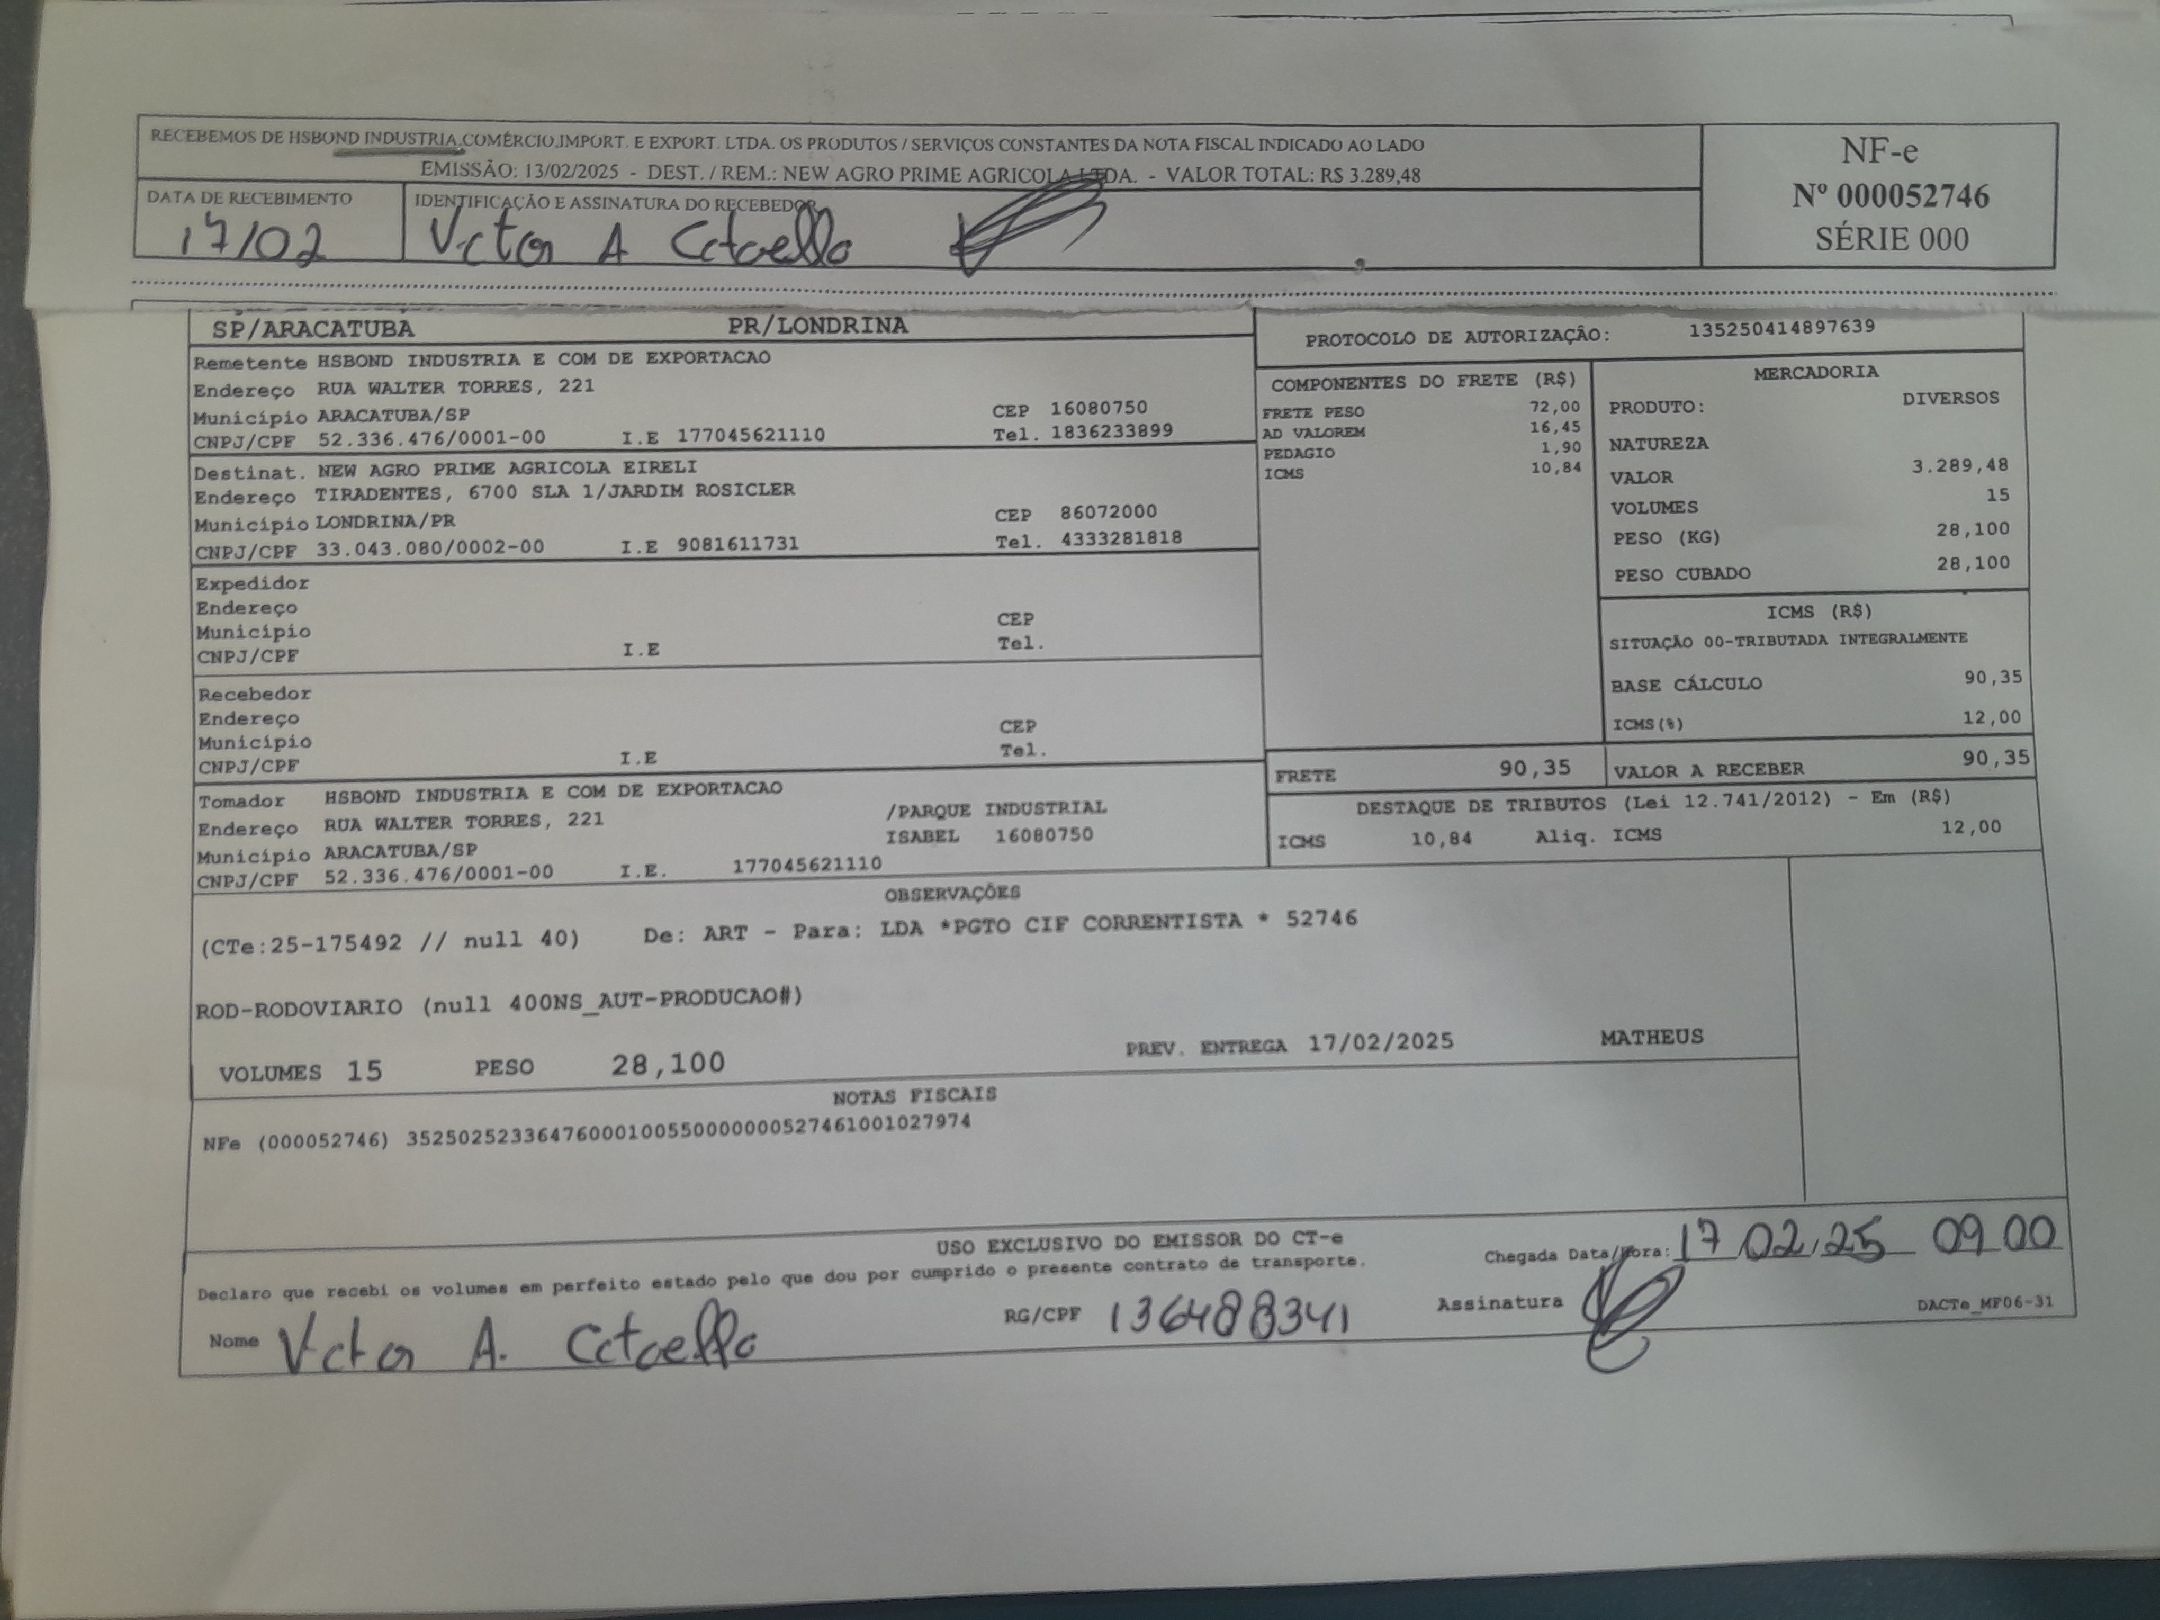 RECEBEMOS DE HSBOND INDUSTRIA,COMÉRCIO,IMPORT. E EXPORT. LTDA. OS PRODUTOS / SERVIÇOS CONSTANTES DA NOTA FISCAL INDICADO AO LADO
EMISSÃO: 13/02/2025 - DEST. / REM.: NEW AGRO PRIME AGRICOLA LTDA. - VALOR TOTAL: R$ 3.289,48
NF-e
Nº 000052746
SÉRIE 000
DATA DE RECEBIMENTO
17/02
IDENTIFICAÇÃO E ASSINATURA DO RECEBEDOR
Victor A
SP/ARACATUBA PR/LONDRINA
PROTOCOLO DE AUTORIZAÇÃO: 135250414897639
Remetente HSBOND INDUSTRIA E COM DE EXPORTACAO
Endereço RUA WALTER TORRES, 221
Município ARACATUBA/SP CEP 16080750
CNPJ/CPF 52.336.476/0001-00 I.E 177045621110 Tel. 1836233899
Destinat. NEW AGRO PRIME AGRICOLA EIRELI
Endereço TIRADENTES, 6700 SLA 1/JARDIM ROSICLER
Município LONDRINA/PR CEP 86072000
CNPJ/CPF 33.043.080/0002-00 I.E 9081611731 Tel. 4333281818
Expedidor
Endereço
Município CEP
CNPJ/CPF I.E Tel.
Recebedor
Endereço
Município CEP
CNPJ/CPF I.E Tel.
Tomador HSBOND INDUSTRIA E COM DE EXPORTACAO
Endereço RUA WALTER TORRES, 221 /PARQUE INDUSTRIAL
Município ARACATUBA/SP ISABEL 16080750
CNPJ/CPF 52.336.476/0001-00 I.E. 177045621110
COMPONENTES DO FRETE (R$)
FRETE PESO 72,00
AD VALOREM 16,45
PEDAGIO 1,90
ICMS 10,84
MERCADORIA
PRODUTO: DIVERSOS
NATUREZA
VALOR 3.289,48
VOLUMES 15
PESO (KG) 28,100
PESO CUBADO 28,100
ICMS (R$)
SITUAÇÃO 00-TRIBUTADA INTEGRALMENTE
BASE CÁLCULO 90,35
ICMS(%) 12,00
FRETE 90,35 VALOR A RECEBER 90,35
DESTAQUE DE TRIBUTOS (Lei 12.741/2012) - Em (R$)
ICMS 10,84 Aliq. ICMS 12,00
OBSERVAÇÕES
(CTe:25-175492 // null 40) De: ART - Para: LDA *PGTO CIF CORRENTISTA * 52746
ROD-RODOVIARIO (null 400NS_AUT-PRODUCAO#)
VOLUMES 15 PESO 28,100 PREV. ENTREGA 17/02/2025 MATHEUS
NOTAS FISCAIS
NFe (000052746) 35250252336476000100550000000527461001027974
USO EXCLUSIVO DO EMISSOR DO CT-e
Declaro que recebi os volumes em perfeito estado pelo que dou por cumprido o presente contrato de transporte.
Chegada Data/Hora: 17/02/25 09 00
Nome Victor A.
RG/CPF 136488341
Assinatura
DACTe_MF06-31